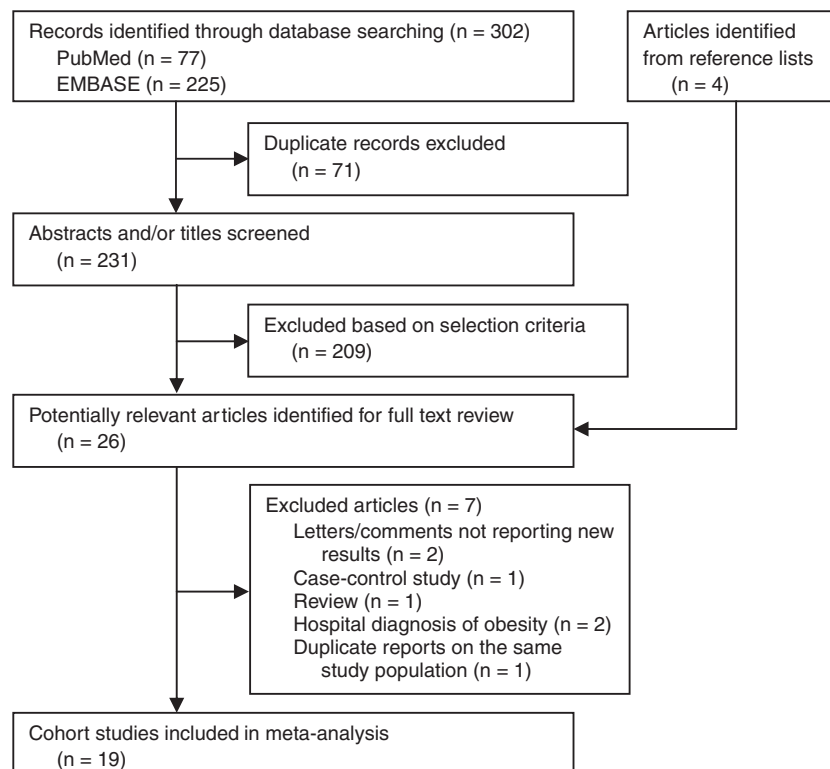 Records identified through database searching (n = 302)
PubMed (n = 77)
EMBASE (n = 225)
Articles identified
from reference lists
(n = 4)
Duplicate records excluded
(n = 71)
Abstracts and/or titles screened
(n = 231)
Excluded based on selection criteria
(n = 209)
Potentially relevant articles identified for full text review
(n = 26)
Excluded articles (n = 7)
Letters/comments not reporting new
results (n = 2)
Case-control study (n = 1)
Review (n = 1)
Hospital diagnosis of obesity (n = 2)
Duplicate reports on the same
study population (n = 1)
Cohort studies included in meta-analysis
(n = 19)